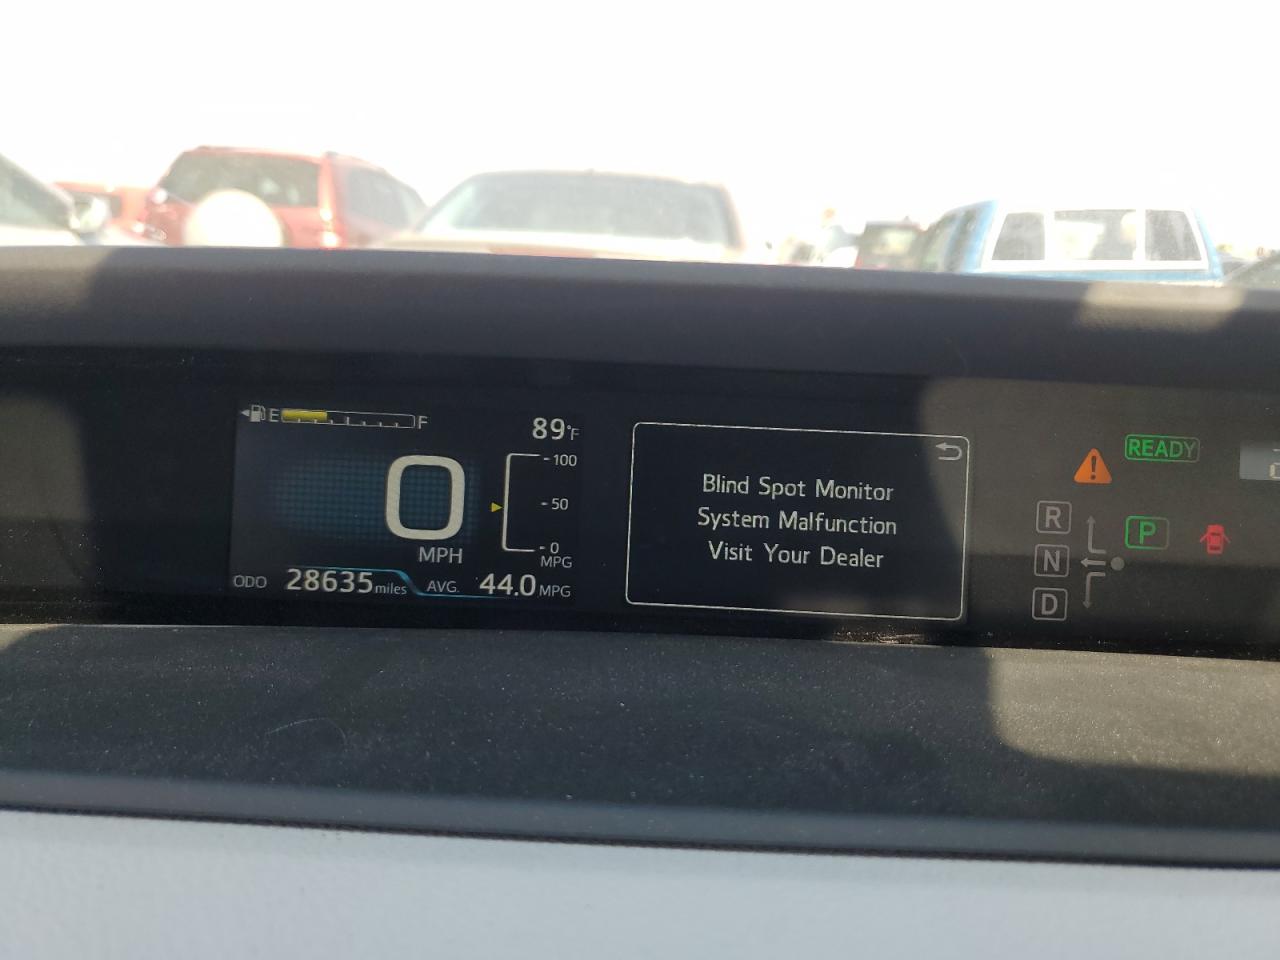 E F
89°F
100
50
0
MPG
0
MPH
ODO 28635 miles AVG. 44.0 MPG
Blind Spot Monitor
System Malfunction
Visit Your Dealer
READY
R
N
D
P